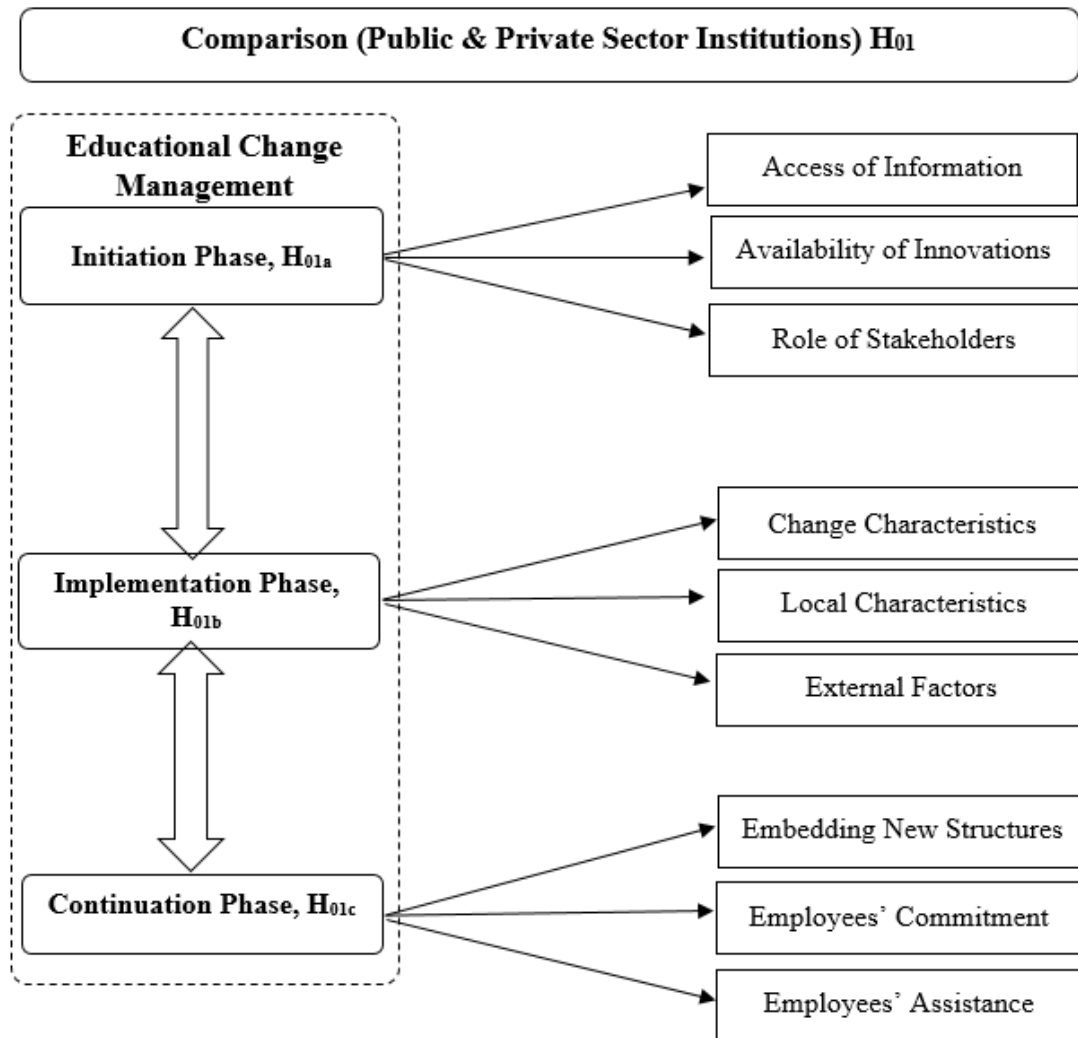 Comparison (Public & Private Sector Institutions) H01
Educational Change
Management
Initiation Phase, H01a
Access of Information
Availability of Innovations
Role of Stakeholders
Implementation Phase,
H01b
Change Characteristics
Local Characteristics
External Factors
Continuation Phase, H01c
Embedding New Structures
Employees’ Commitment
Employees’ Assistance